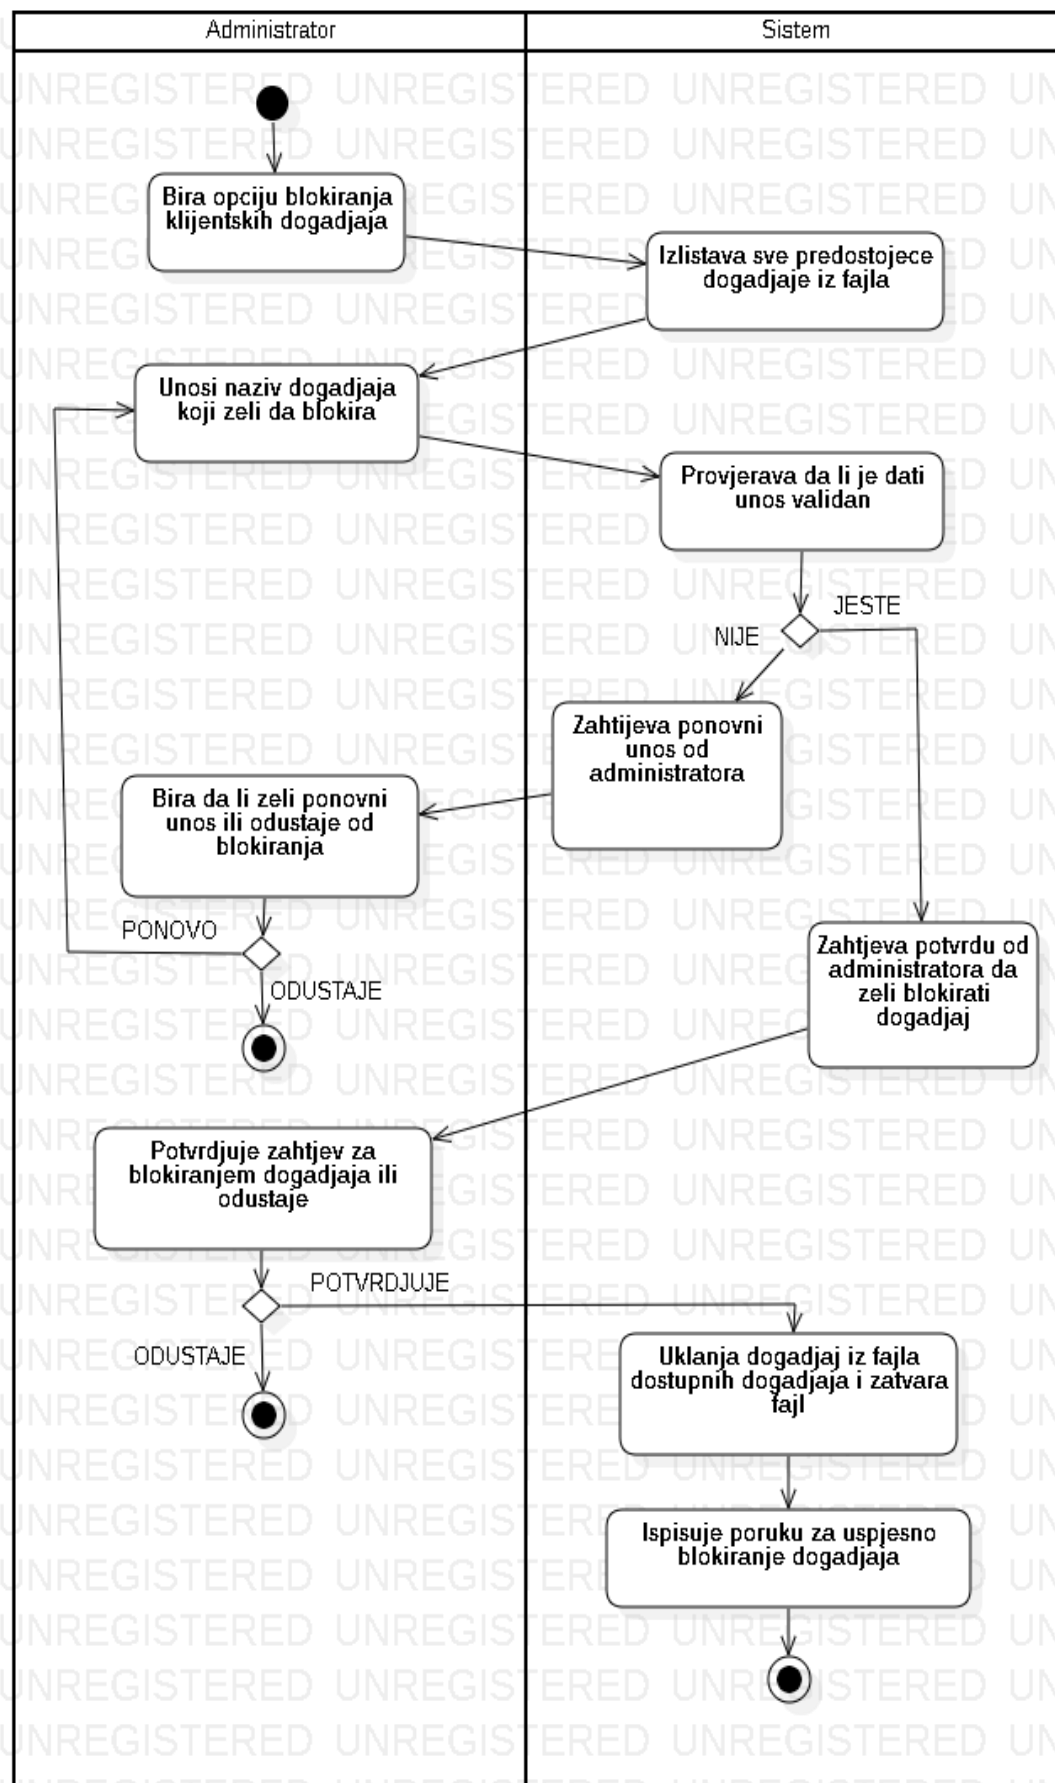 Administrator
Sistem
Bira opciju blokiranja
klijentskih dogadjaja
Izlistava sve predostojece
dogadjaje iz fajla
Unosi naziv dogadjaja
koji zeli da blokira
Provjerava da li je dati
unos validan
JESTE
NIJE
Zahtijeva ponovni
unos od
administratora
Bira da li zeli ponovni
unos ili odustaje od
blokiranja
PONOVO
ODUSTAJE
Zahtjeva potvrdu od
administratora da
zeli blokirati
dogadjaj
Potvrdjuje zahtjev za
blokiranjem dogadjaja ili
odustaje
POTVRDJUJE
ODUSTAJE
Uklanja dogadjaj iz fajla
dostupnih dogadjaja i zatvara
fajl
Ispisuje poruku za uspjesno
blokiranje dogadjaja
UNREGISTERED